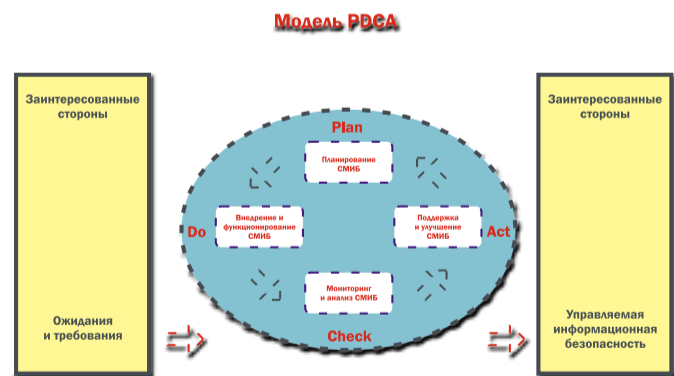 Модель PDCA
Заинтересованные
стороны
Ожидания
и требования
Plan
Планирование
СМИБ
Do
Внедрение и
функционирование
СМИБ
Поддержка
и улучшение
СМИБ
Act
Мониторинг
и анализ СМИБ
Check
Заинтересованные
стороны
Управляемая
информационная
безопасность